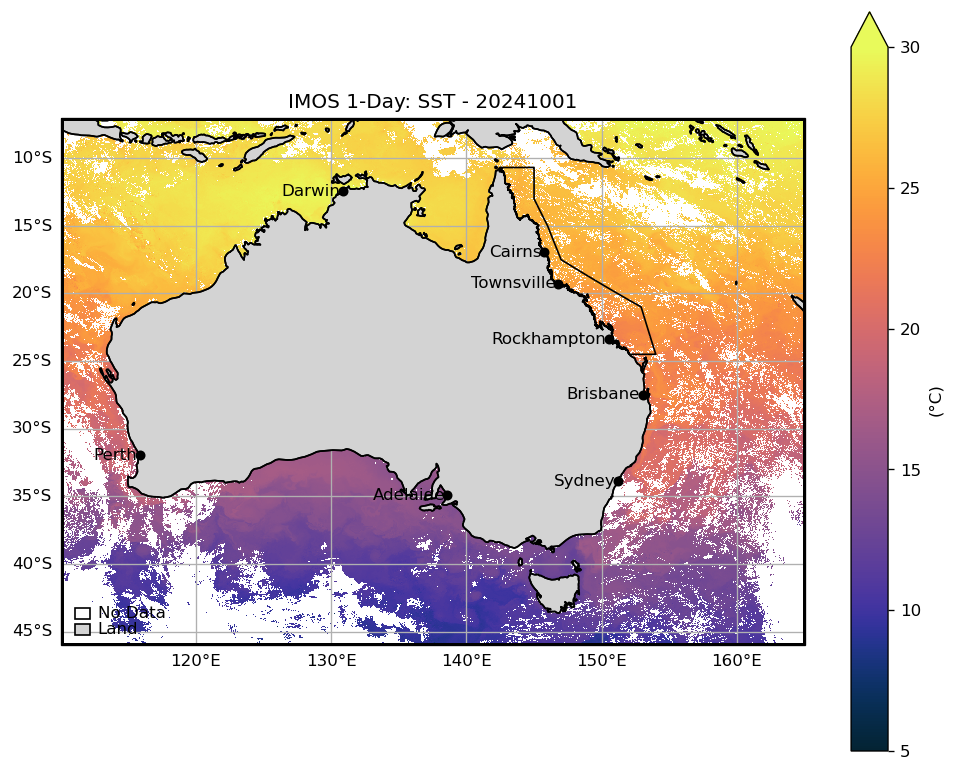 IMOS 1-Day: SST - 20241001
30
10°S
25
Darwin
15°S
Cairns
Townsville
20°S
20
Rockhampton
25°S
Brisbane
(°C)
30°S
Perth
Sydney
15
35°S
Adelaide
40°S
No Data
10
Land
45°S
120°E 130°E 140°E 150°E 160°E
5